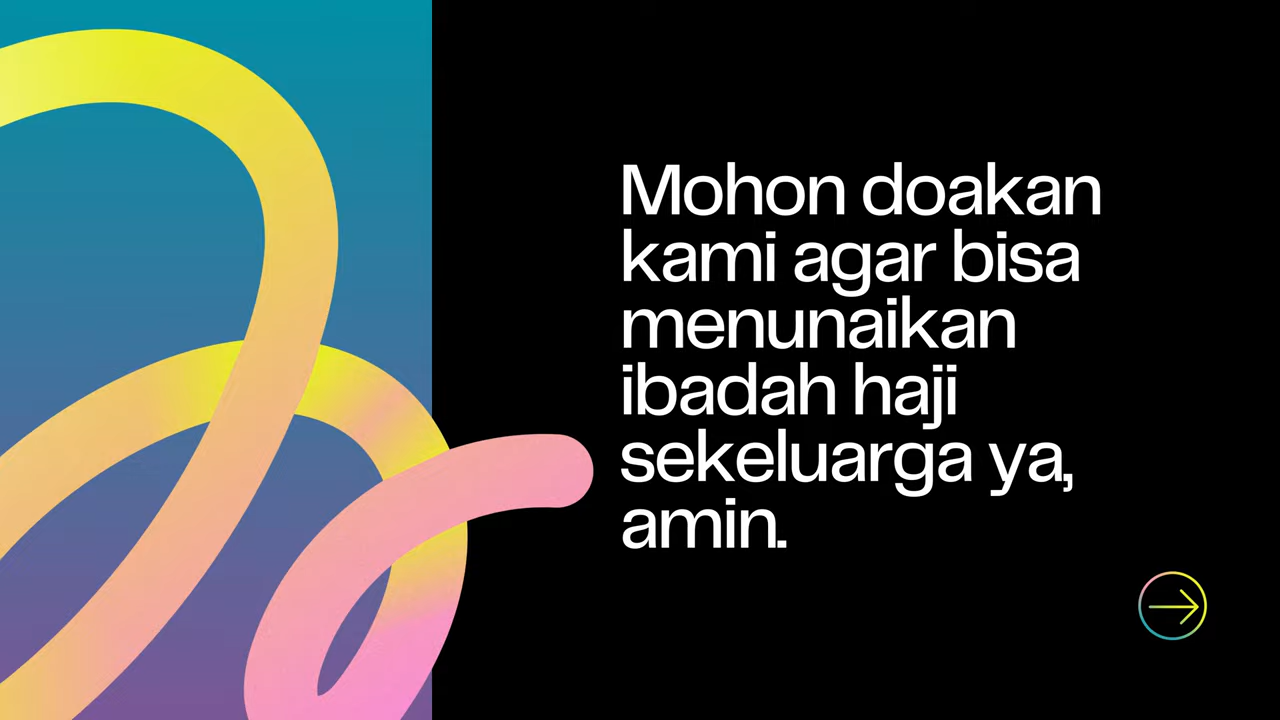 Mohon doakan
kami agar bisa
menunaikan
ibadah haji
sekeluarga ya,
amin.